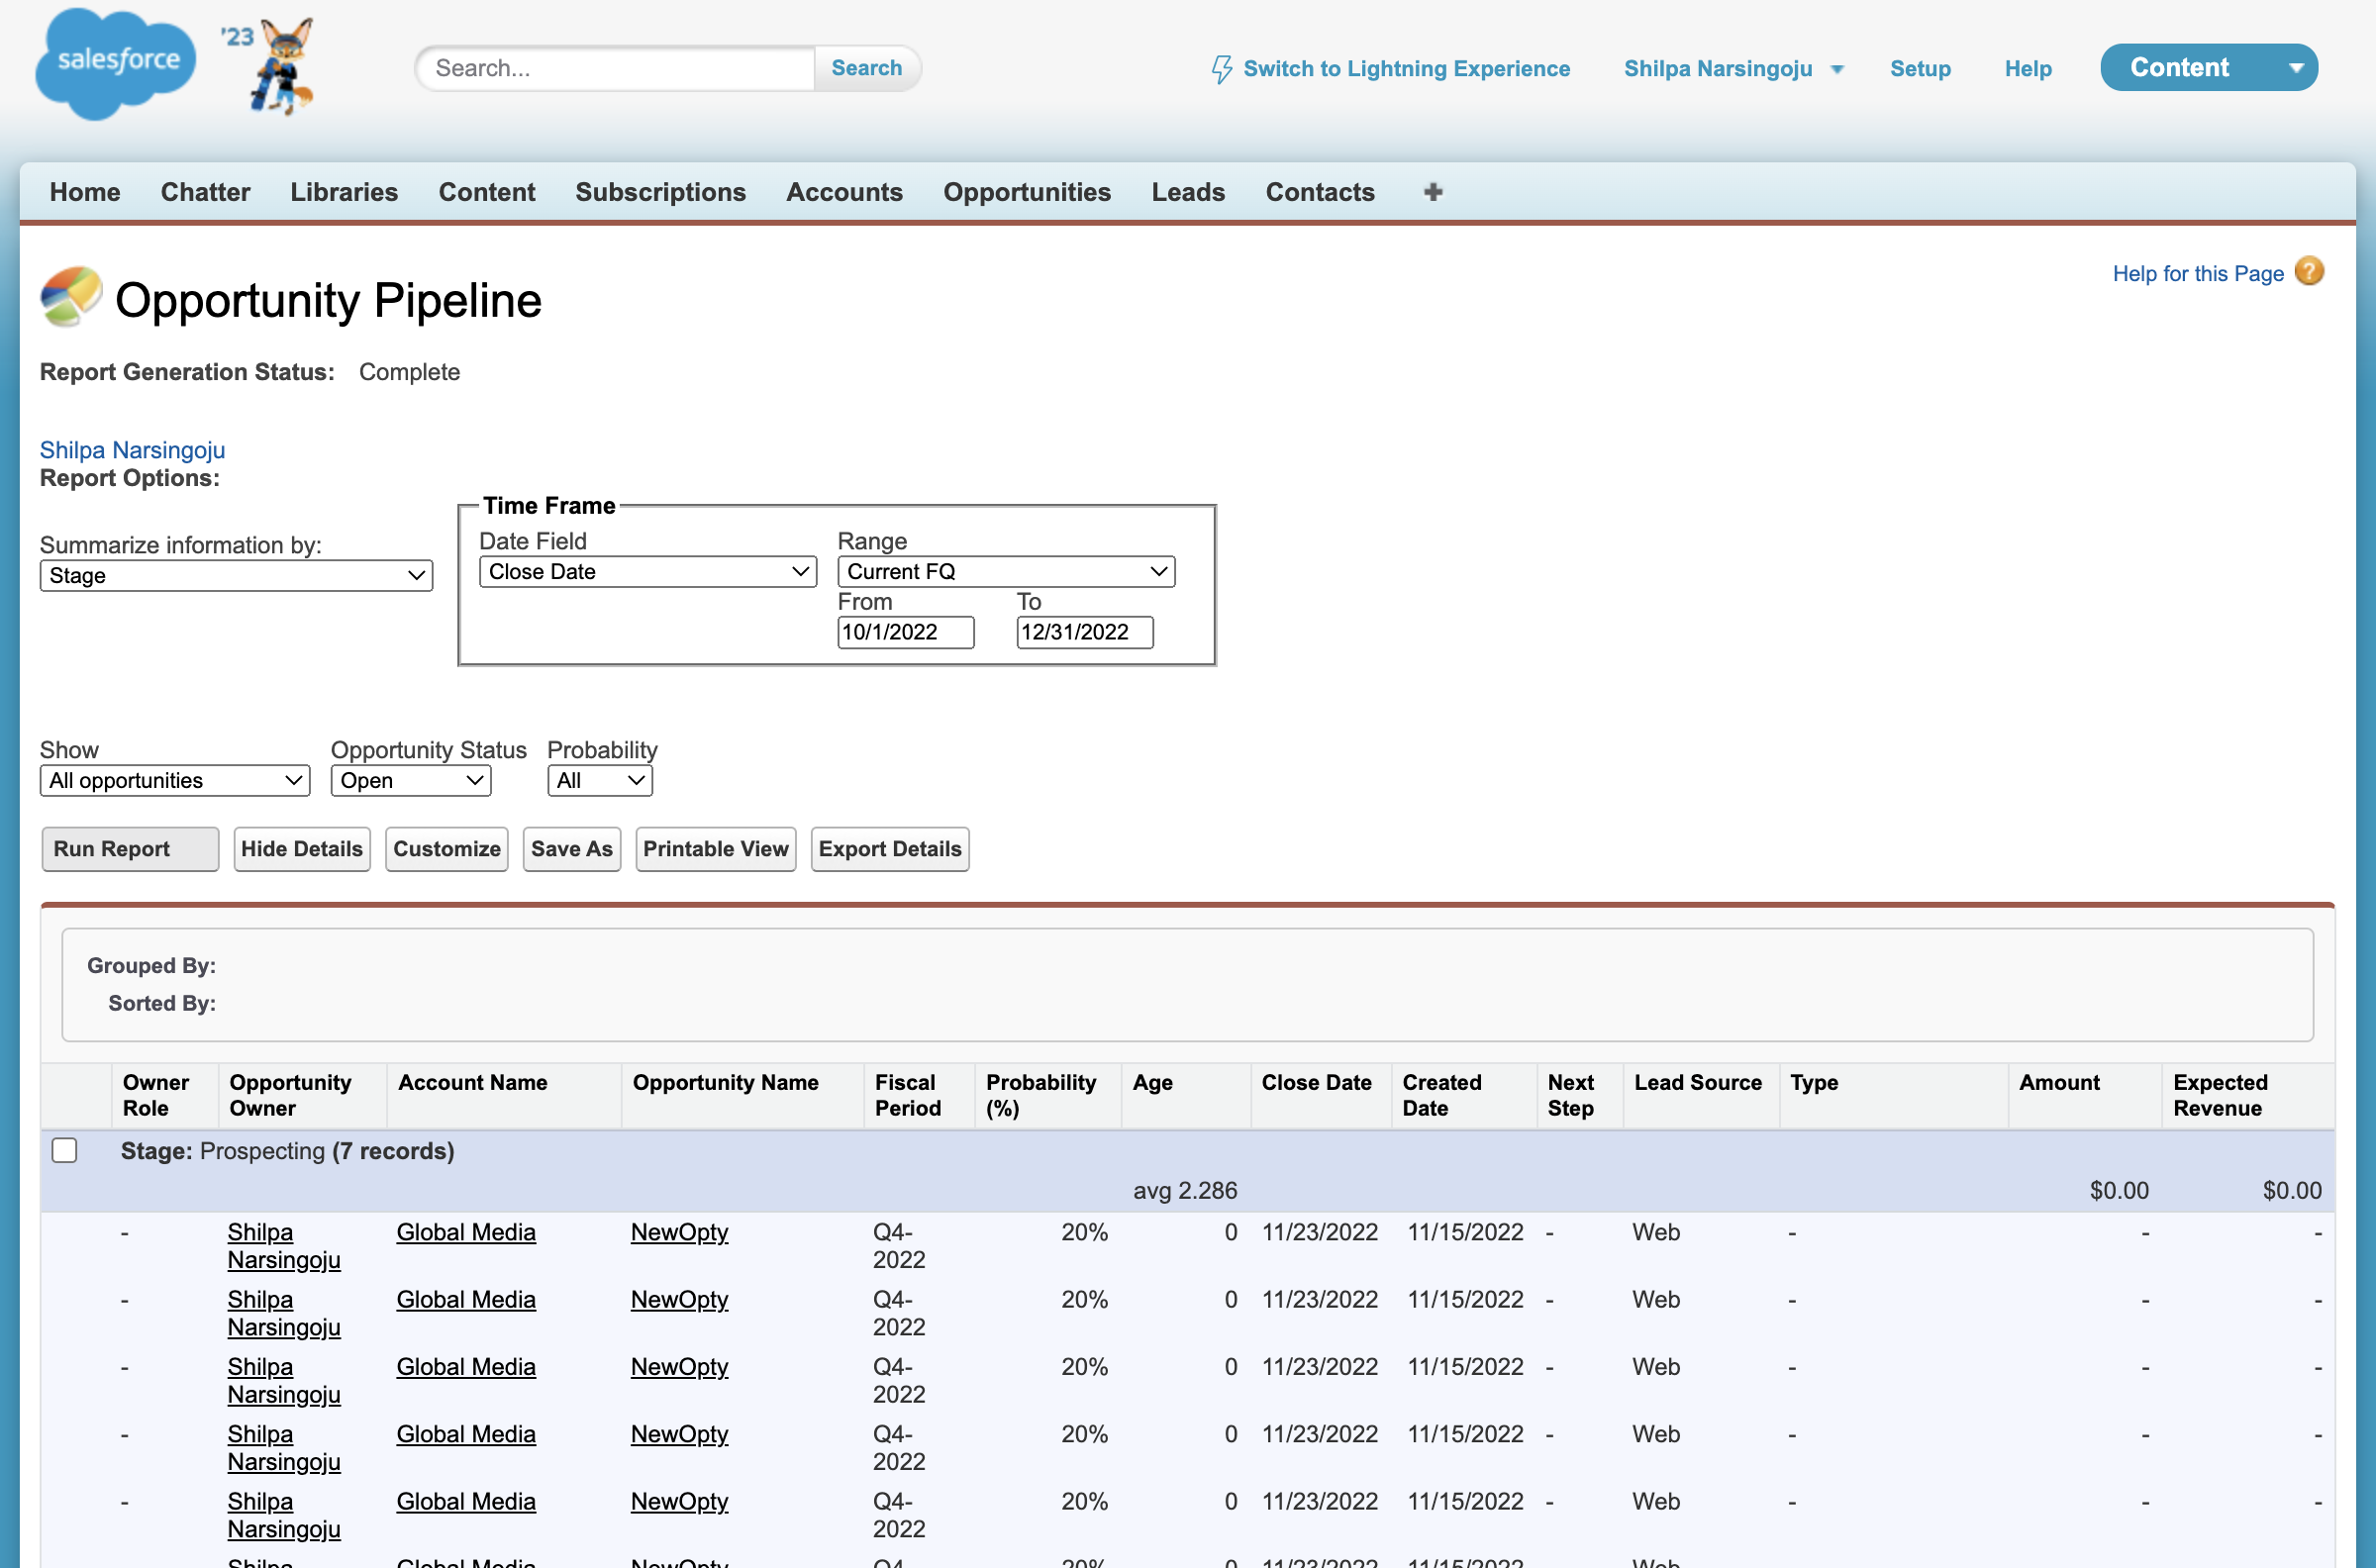 salesforce
'23
Search...
Search
Switch to Lightning Experience
Shilpa Narsingoju
Setup
Help
Content
Home Chatter Libraries Content Subscriptions Accounts Opportunities Leads Contacts
Opportunity Pipeline
Help for this Page ?
Report Generation Status: Complete
Shilpa Narsingoju
Report Options:
Time Frame
Summarize information by:
Stage
Date Field
Close Date
Range
Current FQ
From To
10/1/2022 12/31/2022
Show Opportunity Status Probability
All opportunities Open All
Run Report Hide Details Customize Save As Printable View Export Details
Grouped By:
Sorted By:
Owner Role Opportunity Owner Account Name Opportunity Name Fiscal Period Probability (%) Age Close Date Created Date Next Step Lead Source Type Amount Expected Revenue
Stage: Prospecting (7 records)
avg 2.286 $0.00 $0.00
- Shilpa Narsingoju Global Media NewOpty Q4-2022 20% 0 11/23/2022 11/15/2022 - Web - - -
- Shilpa Narsingoju Global Media NewOpty Q4-2022 20% 0 11/23/2022 11/15/2022 - Web - - -
- Shilpa Narsingoju Global Media NewOpty Q4-2022 20% 0 11/23/2022 11/15/2022 - Web - - -
- Shilpa Narsingoju Global Media NewOpty Q4-2022 20% 0 11/23/2022 11/15/2022 - Web - - -
- Shilpa Narsingoju Global Media NewOpty Q4-2022 20% 0 11/23/2022 11/15/2022 - Web - - -